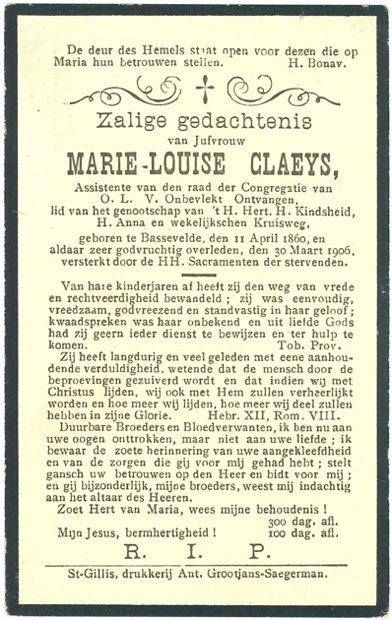 De deur des Hemels staat open voor dezen die op
Maria hun betrouwen stellen. H. Bonav.
Zalige gedachtenis
van Jufvrouw
MARIE-LOUISE CLAEYS,
Assistente van den raad der Congregatie van
O. L. V. Onbevlekt Ontvangen,
lid van het genootschap van 't H. Hert, H. Kindsheid,
H. Anna en wekelijkschen Kruisweg,
geboren te Bassevelde, den 11 April 1860, en
aldaar zeer godvruchtig overleden, den 30 Maart 1906,
versterkt door de HH. Sacramenten der stervenden.
Van hare kinderjaren af heeft zij den weg van vrede
en rechtveerdigheid bewandeld ; zij was eenvoudig,
vreedzaam, godvreezend en standvastig in haar geloof ;
kwaadspreken was haar onbekend en uit liefde Gods
had zij geern ieder dienst te bewijzen en ter hulp te
komen. Tob. Prov.
Zij heeft langdurig en veel geleden met eene aanhou-
dende verduldigheid, wetende dat de mensch door de
beproevingen gezuiverd wordt en dat indien wij met
Christus lijden, wij ook met Hem zullen verheerlijkt
worden en hoe meer wij lijden, hoe meer wij deel zullen
hebben in zijne Glorie. Hebr. XII, Rom. VIII.
Duurbare Broeders en Bloedverwanten, ik ben nu aan
uwe oogen onttrokken, maar niet aan uwe liefde ; ik
bewaar de zoete herinnering van uwe aangekleefdheid
en van de zorgen die gij voor mij gehad hebt ; stelt
gansch uw betrouwen op den Heer en bidt voor mij ;
en gij bijzonderlijk, mijne broeders, weest mij indachtig
aan het altaar des Heeren.
Zoet Hert van Maria, wees mijne behoudenis !
300 dag. afl.
Mijn Jesus, bermhertigheid ! 100 dag. afl.
R. I. P.
St-Gillis, drukkerij Ant. Grootjans-Saegerman.